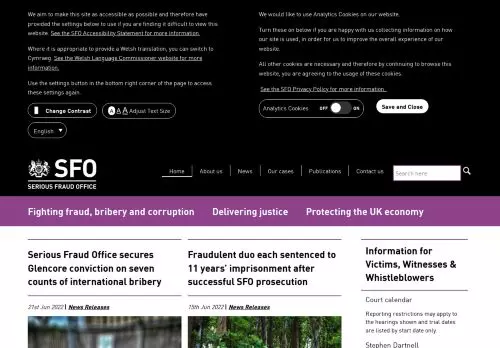 We aim to make this site as accessible as possible and therefore
provided the settings below to use if you are finding it difficult to view this
website. See the SFO Accessibility Statement for more information.
Where it is appropriate to provide a Welsh translation, you can switch to
Cymraeg. See the Welsh Language Commissioner website for more
information.
Use the settings button in the bottom right corner of the page to access
these settings again.
Change Contrast
A A A Adjust Text Size
English
We would like to use Analytics Cookies on our website.
Turn these on below if you are happy with us collecting information on
how our site is used, in order for us to improve the overall experience of our
website.
All other cookies are necessary and therefore by continuing to browse this
website, you are agreeing to the usage of these cookies.
See the SFO Privacy Policy for more information.
Analytics Cookies OFF ON
Save and Close
SFO
SERIOUS FRAUD OFFICE
Home About us News Our cases Publications Contact us
Search here
Fighting fraud, bribery and corruption Delivering justice Protecting the UK economy
Serious Fraud Office secures
Glencore conviction on seven
counts of international bribery
21st Jun 2022 | News Releases
Fraudulent duo each sentenced to
11 years' imprisonment after
successful SFO prosecution
15th Jun 2022 | News Releases
Information for
Victims, Witnesses &
Whistleblowers
Court calendar
Reporting restrictions may apply to
the hearings shown and trial dates
are listed by start date only.
Stephen Dartnell